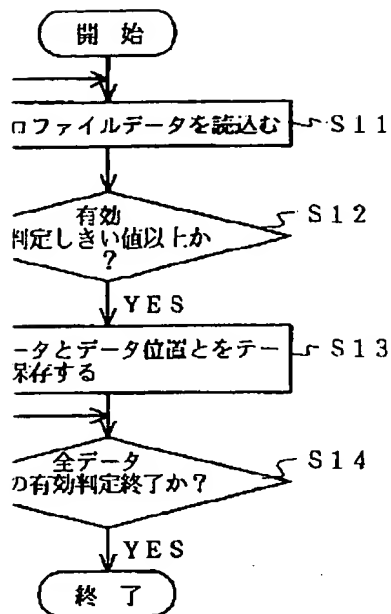 開始
ロファイルデータを読込む
S11
有効
判定しきい値以上か
?
S12
YES
ータとデータ位置とをテー
保存する
S13
全データ
の有効判定終了か?
S14
YES
終了